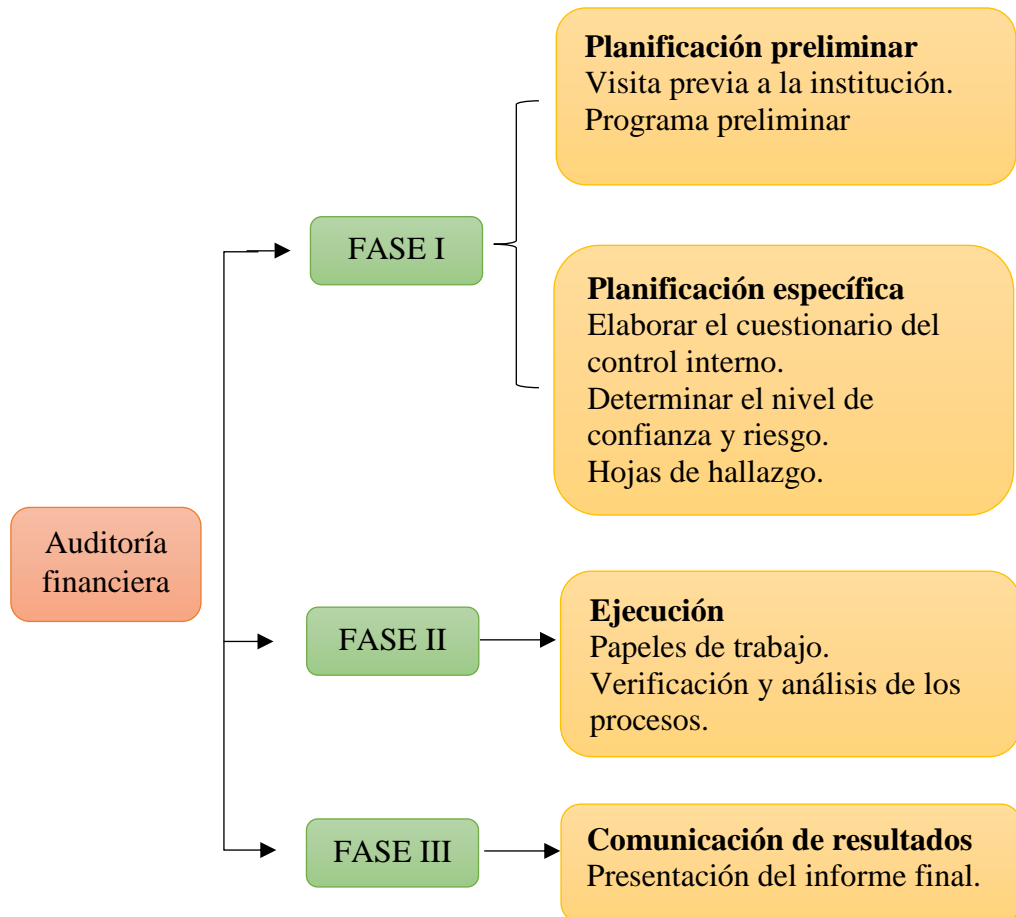 Auditoría
financiera
FASE I
Planificación preliminar
Visita previa a la institución.
Programa preliminar
Planificación específica
Elaborar el cuestionario del
control interno.
Determinar el nivel de
confianza y riesgo.
Hojas de hallazgo.
FASE II
Ejecución
Papeles de trabajo.
Verificación y análisis de los
procesos.
FASE III
Comunicación de resultados
Presentación del informe final.